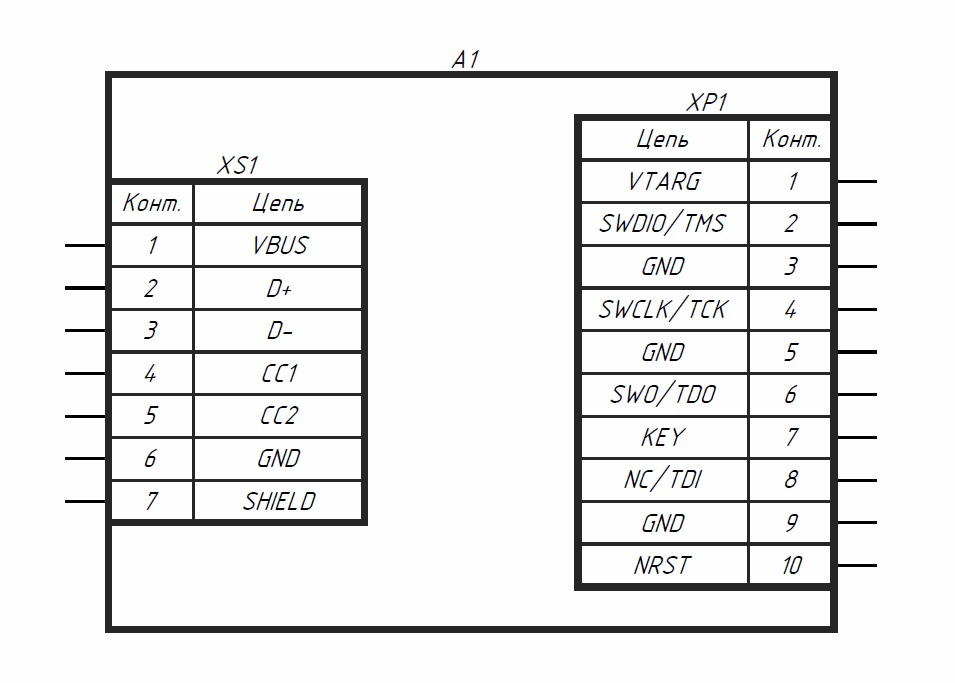 A1
XS1
Конт. Цепь
1 VBUS
2 D+
3 D-
4 CC1
5 CC2
6 GND
7 SHIELD
XP1
Цепь Конт.
VTARG 1
SWDIO/TMS 2
GND 3
SWCLK/TCK 4
GND 5
SWO/TDO 6
KEY 7
NC/TDI 8
GND 9
NRST 10